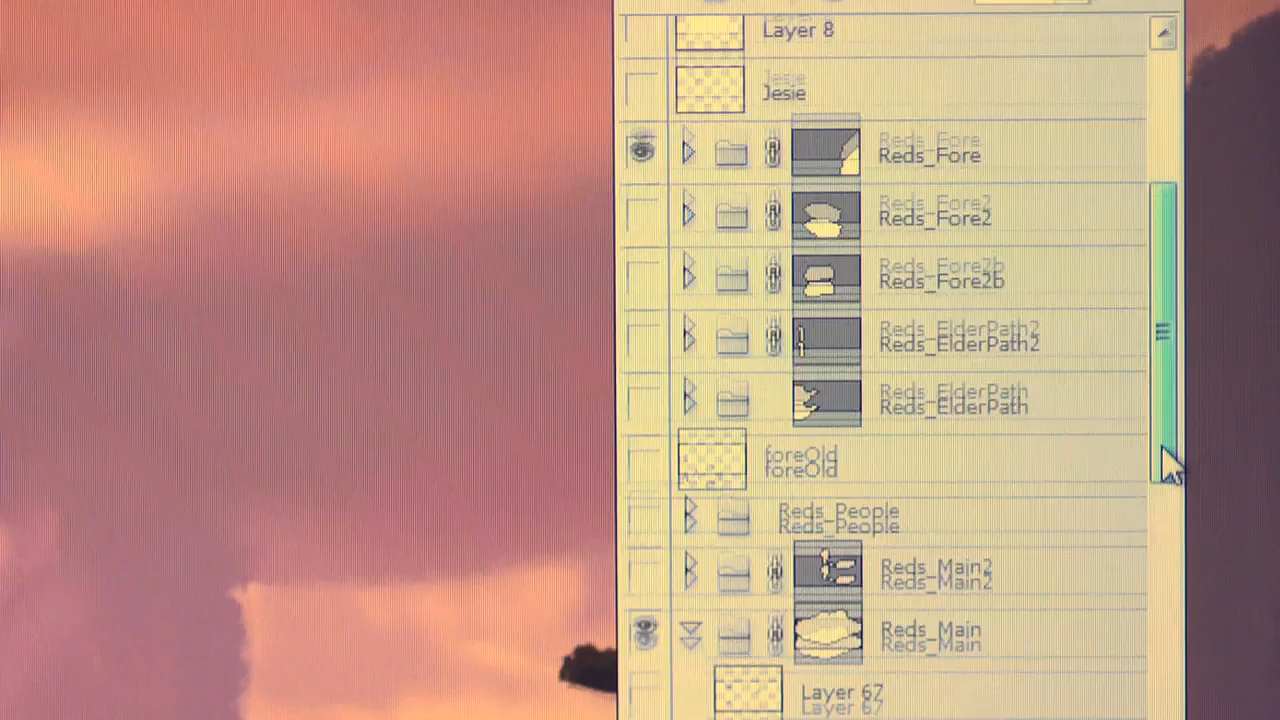 Layer 8
Jesie
Reds_Fore
Reds_Fore2
Reds_Fore2b
Reds_ElderPath2
Reds_ElderPath
foreOld
Reds_People
Reds_Main2
Reds_Main
Layer 67